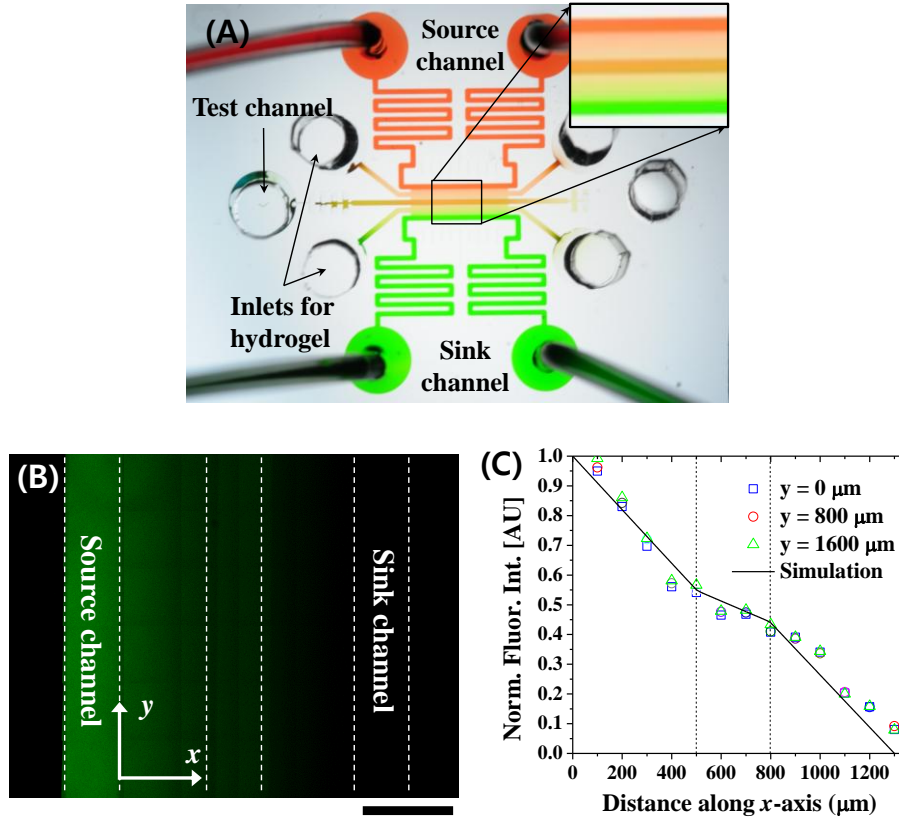 (A)
Source
channel
Test channel
Inlets for
hydrogel
Sink
channel
(B)
Source channel
Sink channel
y
x
(C)
Norm. Fluor. Int. [AU]
1.0
0.9
0.8
0.7
0.6
0.5
0.4
0.3
0.2
0.1
0.0
y = 0 μm
y = 800 μm
y = 1600 μm
Simulation
0 200 400 600 800 1000 1200
Distance along x-axis (μm)